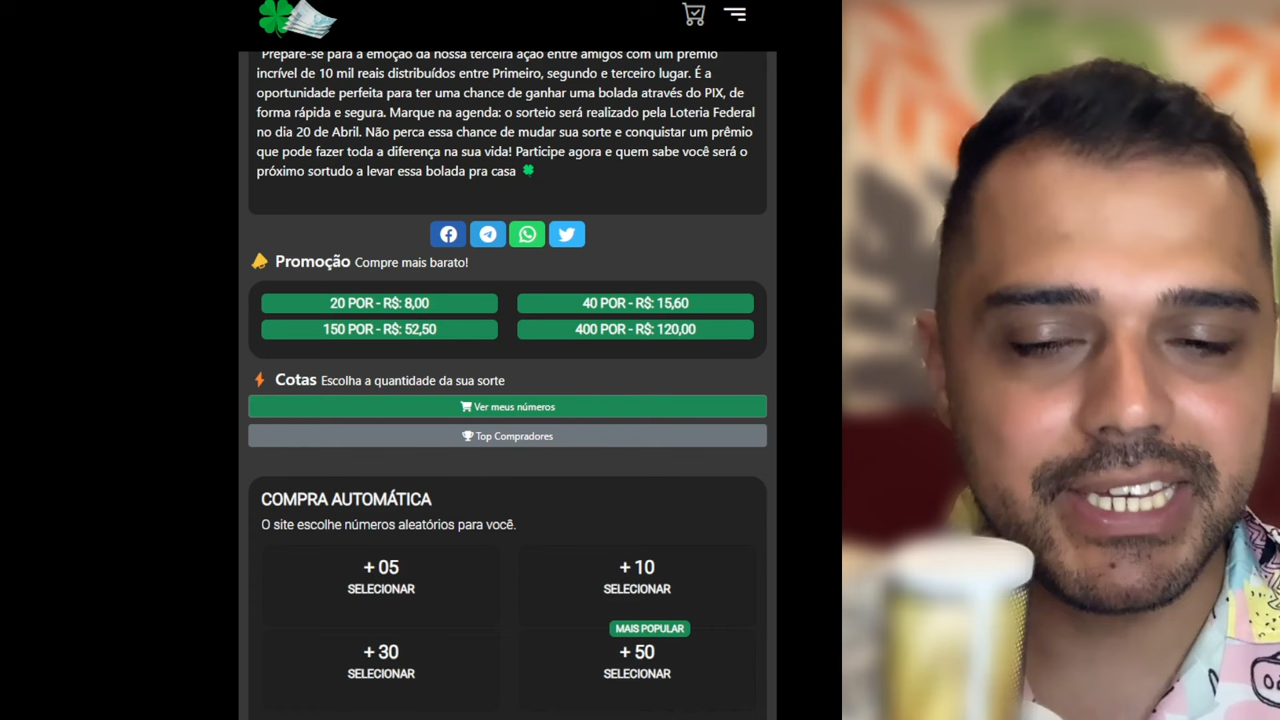 Prepare-se para a emoção da nossa terceira ação entre amigos com um prêmio
incrível de 10 mil reais distribuídos entre Primeiro, segundo e terceiro lugar. É a
oportunidade perfeita para ter uma chance de ganhar uma bolada através do PIX, de
forma rápida e segura. Marque na agenda: o sorteio será realizado pela Loteria Federal
no dia 20 de Abril. Não perca essa chance de mudar sua sorte e conquistar um prêmio
que pode fazer toda a diferença na sua vida! Participe agora e quem sabe você será o
próximo sortudo a levar essa bolada pra casa 🍀
Promoção Compre mais barato!
20 POR - R$: 8,00
40 POR - R$: 15,60
150 POR - R$: 52,50
400 POR - R$: 120,00
Cotas Escolha a quantidade da sua sorte
Ver meus números
Top Compradores
COMPRA AUTOMÁTICA
O site escolhe números aleatórios para você.
+ 05
SELECIONAR
+ 10
SELECIONAR
+ 30
SELECIONAR
MAIS POPULAR
+ 50
SELECIONAR